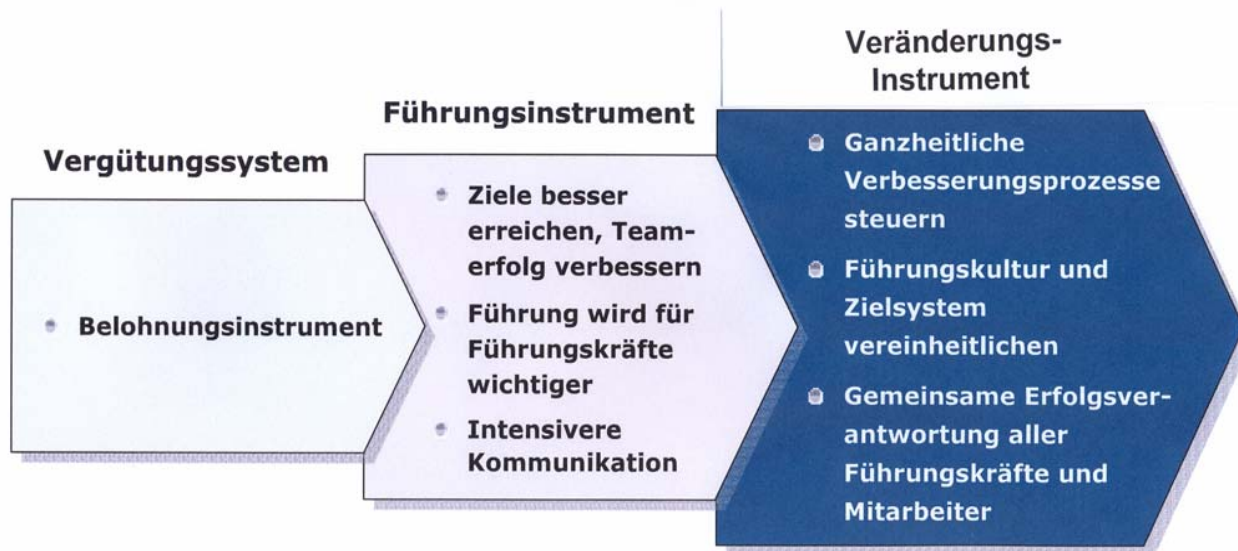 Vergütungssystem
Belohnungsinstrument
Führungsinstrument
Ziele besser
erreichen, Team-
erfolg verbessern
Führung wird für
Führungskräfte
wichtiger
Intensivere
Kommunikation
Veränderungs-
Instrument
Ganzheitliche
Verbesserungsprozesse
steuern
Führungskultur und
Zielsystem
vereinheitlichen
Gemeinsame Erfolgsver-
antwortung aller
Führungskräfte und
Mitarbeiter